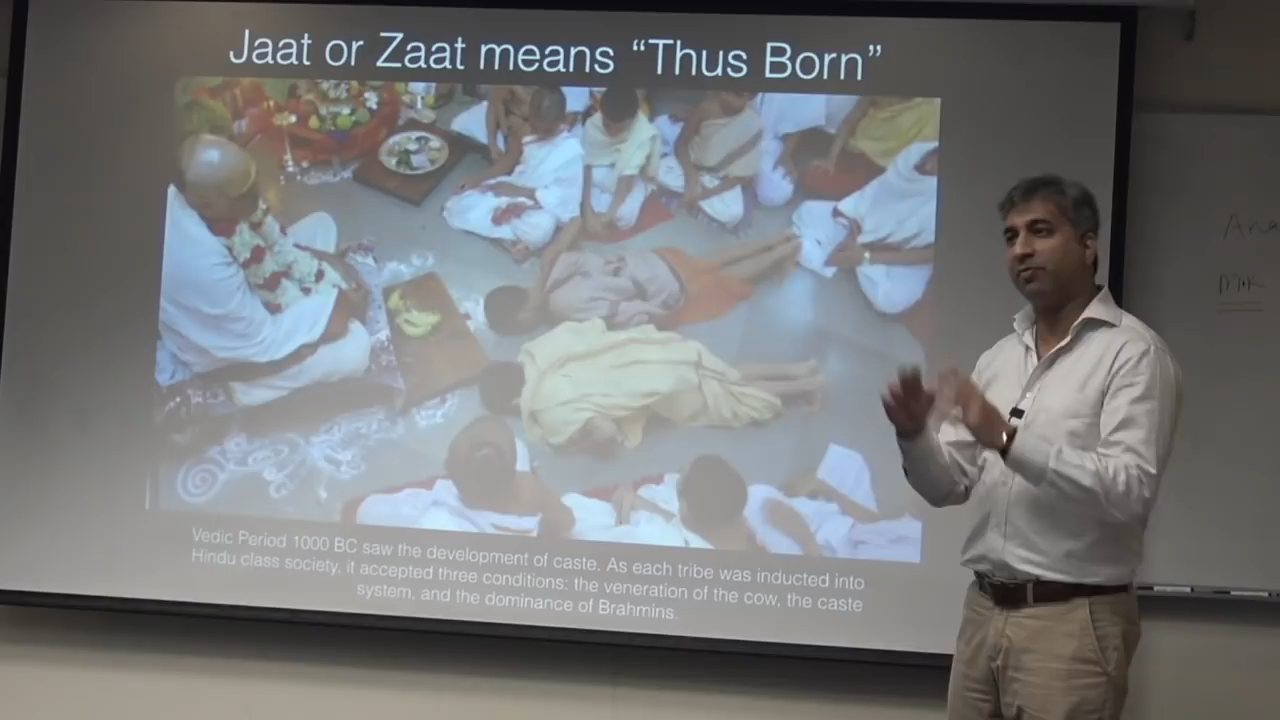 Jaat or Zaat means “Thus Born”
Vedic Period 1000 BC saw the development of caste. As each tribe was inducted into
Hindu class society, it accepted three conditions: the veneration of the cow, the caste
system, and the dominance of Brahmins.